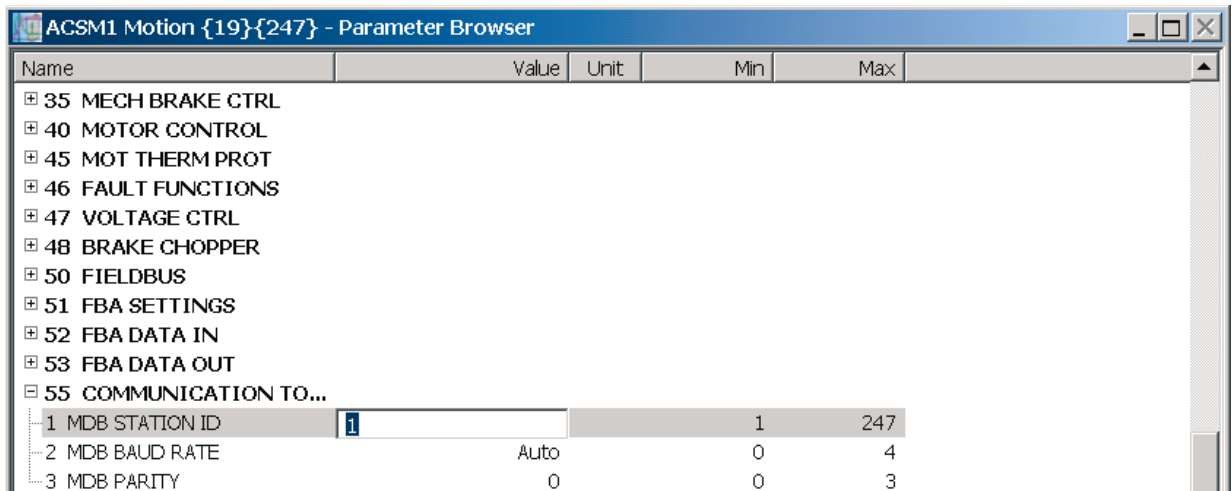 ACSM1 Motion {19}{247} - Parameter Browser
Name Value Unit Min Max
35 MECH BRAKE CTRL
40 MOTOR CONTROL
45 MOT THERM PROT
46 FAULT FUNCTIONS
47 VOLTAGE CTRL
48 BRAKE CHOPPER
50 FIELDBUS
51 FBA SETTINGS
52 FBA DATA IN
53 FBA DATA OUT
55 COMMUNICATION TO...
1 MDB STATION ID 1 1 247
2 MDB BAUD RATE Auto 0 4
3 MDB PARITY 0 0 3